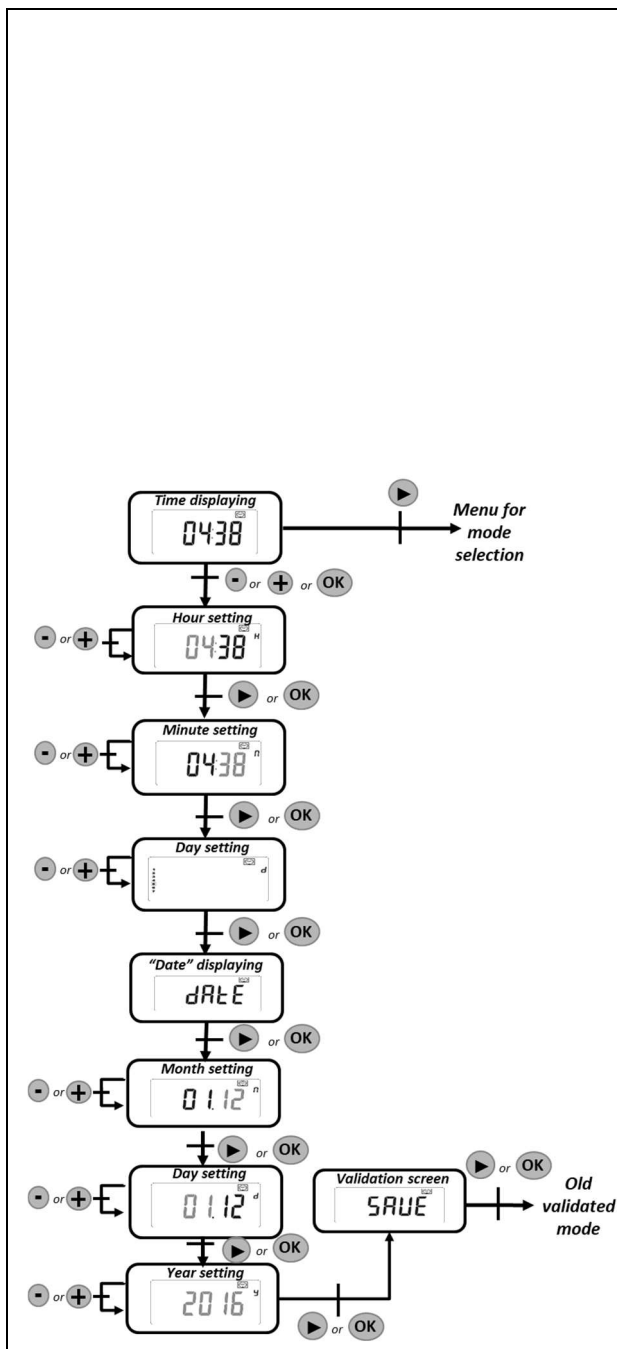 Time displaying
04:38
▶
Menu for
mode
selection
- or + or OK
Hour setting
- or +
04:38 H
▶ or OK
Minute setting
- or +
04:38 n
▶ or OK
Day setting
- or +
d
▶ or OK
“Date” displaying
dAtE
▶ or OK
Month setting
- or +
01.12 n
▶ or OK
Day setting
- or +
01.12 d
Validation screen
SAVE
▶ or OK
Old
validated
mode
▶ or OK
Year setting
- or +
2016 y
▶ or OK